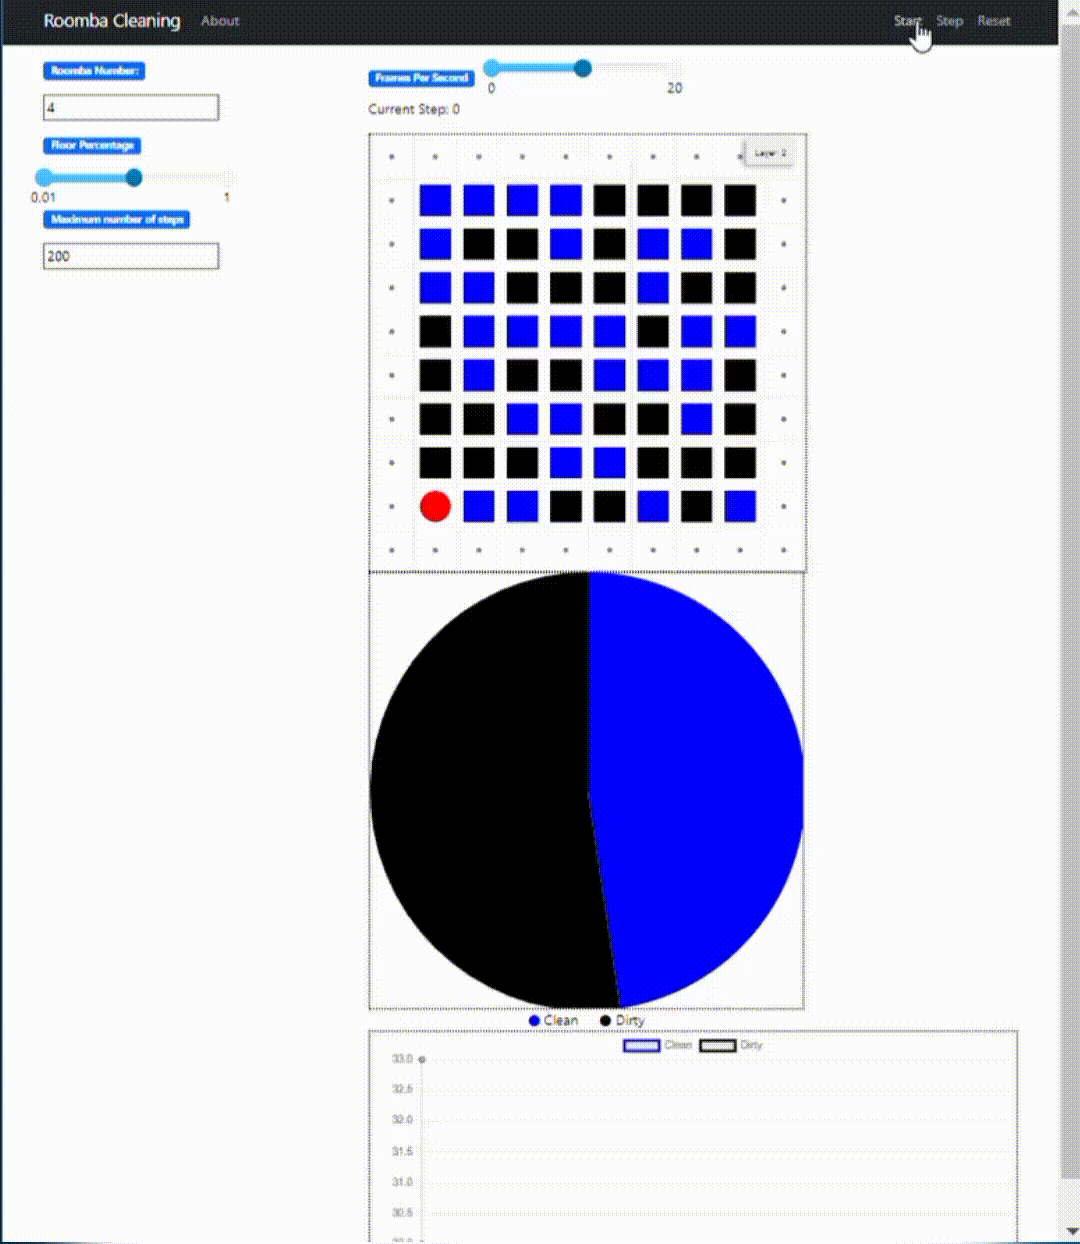 Roomba Cleaning About Start Step Reset
Roomba Number:
4
Floor Percentage
0.01 1
Maximum number of steps
200
Frames Per Second
0 20
Current Step: 0
Layer: 2
Clean Dirty
Clean Dirty
33.0
32.5
32.0
31.5
31.0
30.5